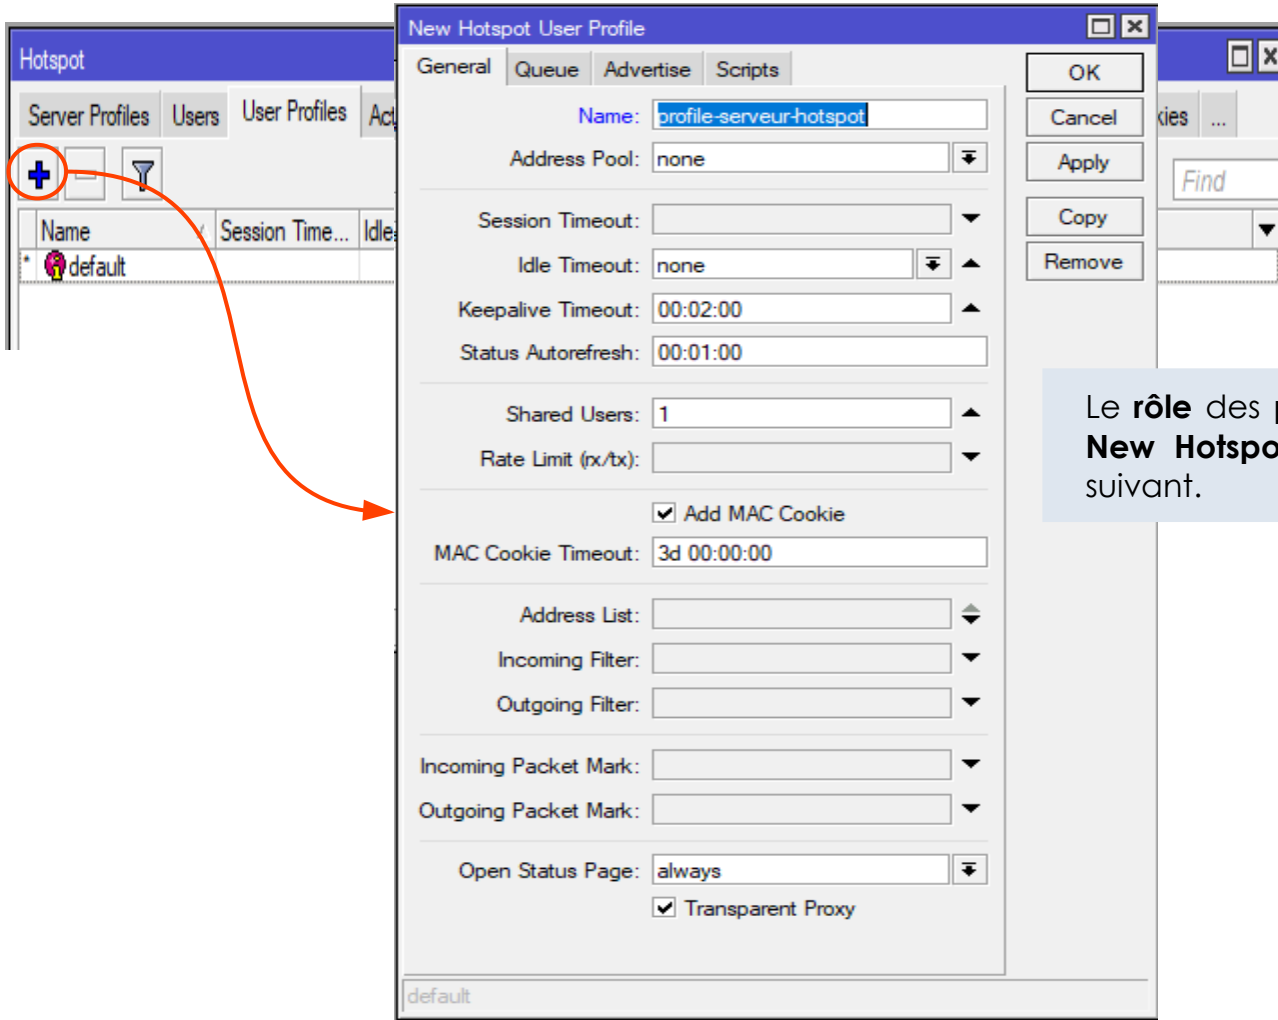 Hotspot
Server Profiles Users User Profiles
Find
Name Session Time...
* default
New Hotspot User Profile
General Queue Advertise Scripts
Name: profile-serveur-hotspot
Address Pool: none
Session Timeout:
Idle Timeout: none
Keepalive Timeout: 00:02:00
Status Autorefresh: 00:01:00
Shared Users: 1
Rate Limit (rx/tx):
Add MAC Cookie
MAC Cookie Timeout: 3d 00:00:00
Address List:
Incoming Filter:
Outgoing Filter:
Incoming Packet Mark:
Outgoing Packet Mark:
Open Status Page: always
Transparent Proxy
default
OK
Cancel
Apply
Copy
Remove
...
Le rôle des
New
suivant.